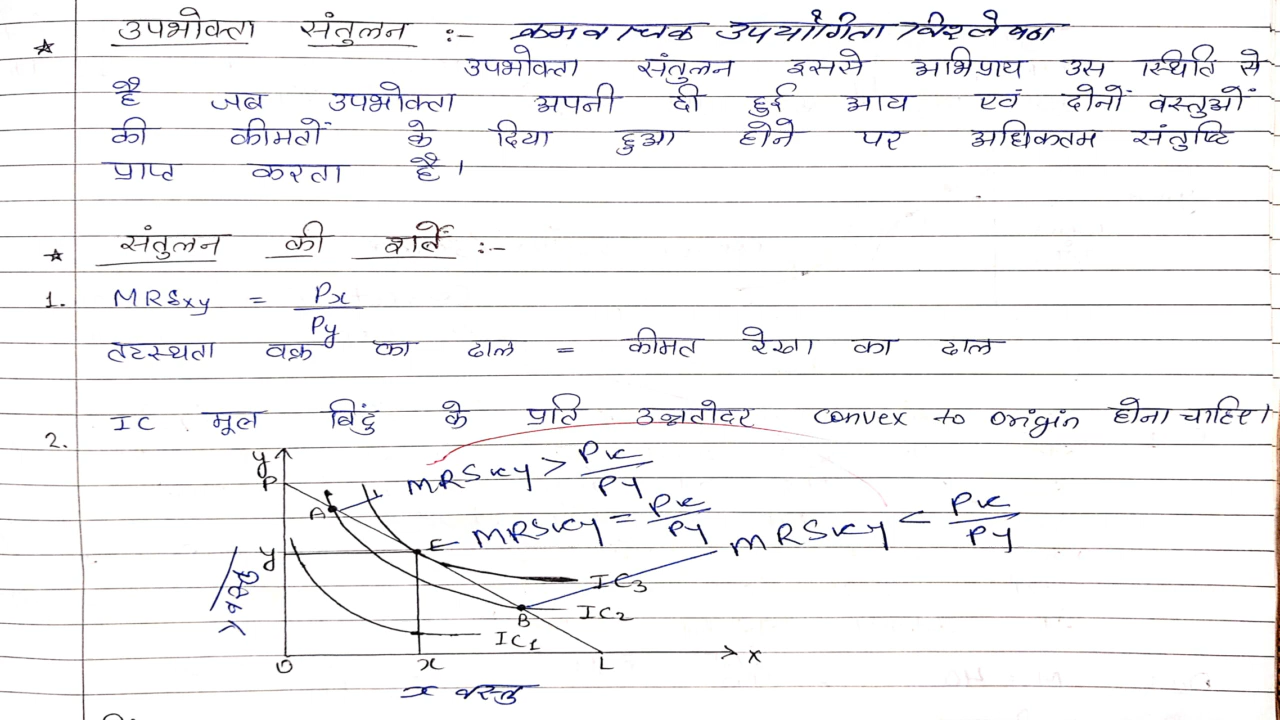 ★ उपभोक्ता संतुलन :- क्रमवाचक उपयोगिता विश्लेषण
उपभोक्ता संतुलन इससे अभिप्राय उस स्थिति से
है जब उपभोक्ता अपनी दी हुई आय एवं दोनों वस्तुओं
की कीमतों के दिया हुआ होने पर अधिकतम संतुष्टि
प्राप्त करता है।
★ संतुलन की शर्ते :-
1. MRSxy = Px/Py
तटस्थता वक्र का ढाल = कीमत रेखा का ढाल
2. IC मूल बिंदु के प्रति उन्नतोदर convex to origin होना चाहिए।
y
P
A
MRSxy > Px/Py
y
E
MRSxy = Px/Py
MRSxy < Px/Py
y वस्तु
IC3
B
IC2
IC1
O
x
L
x
x वस्तु